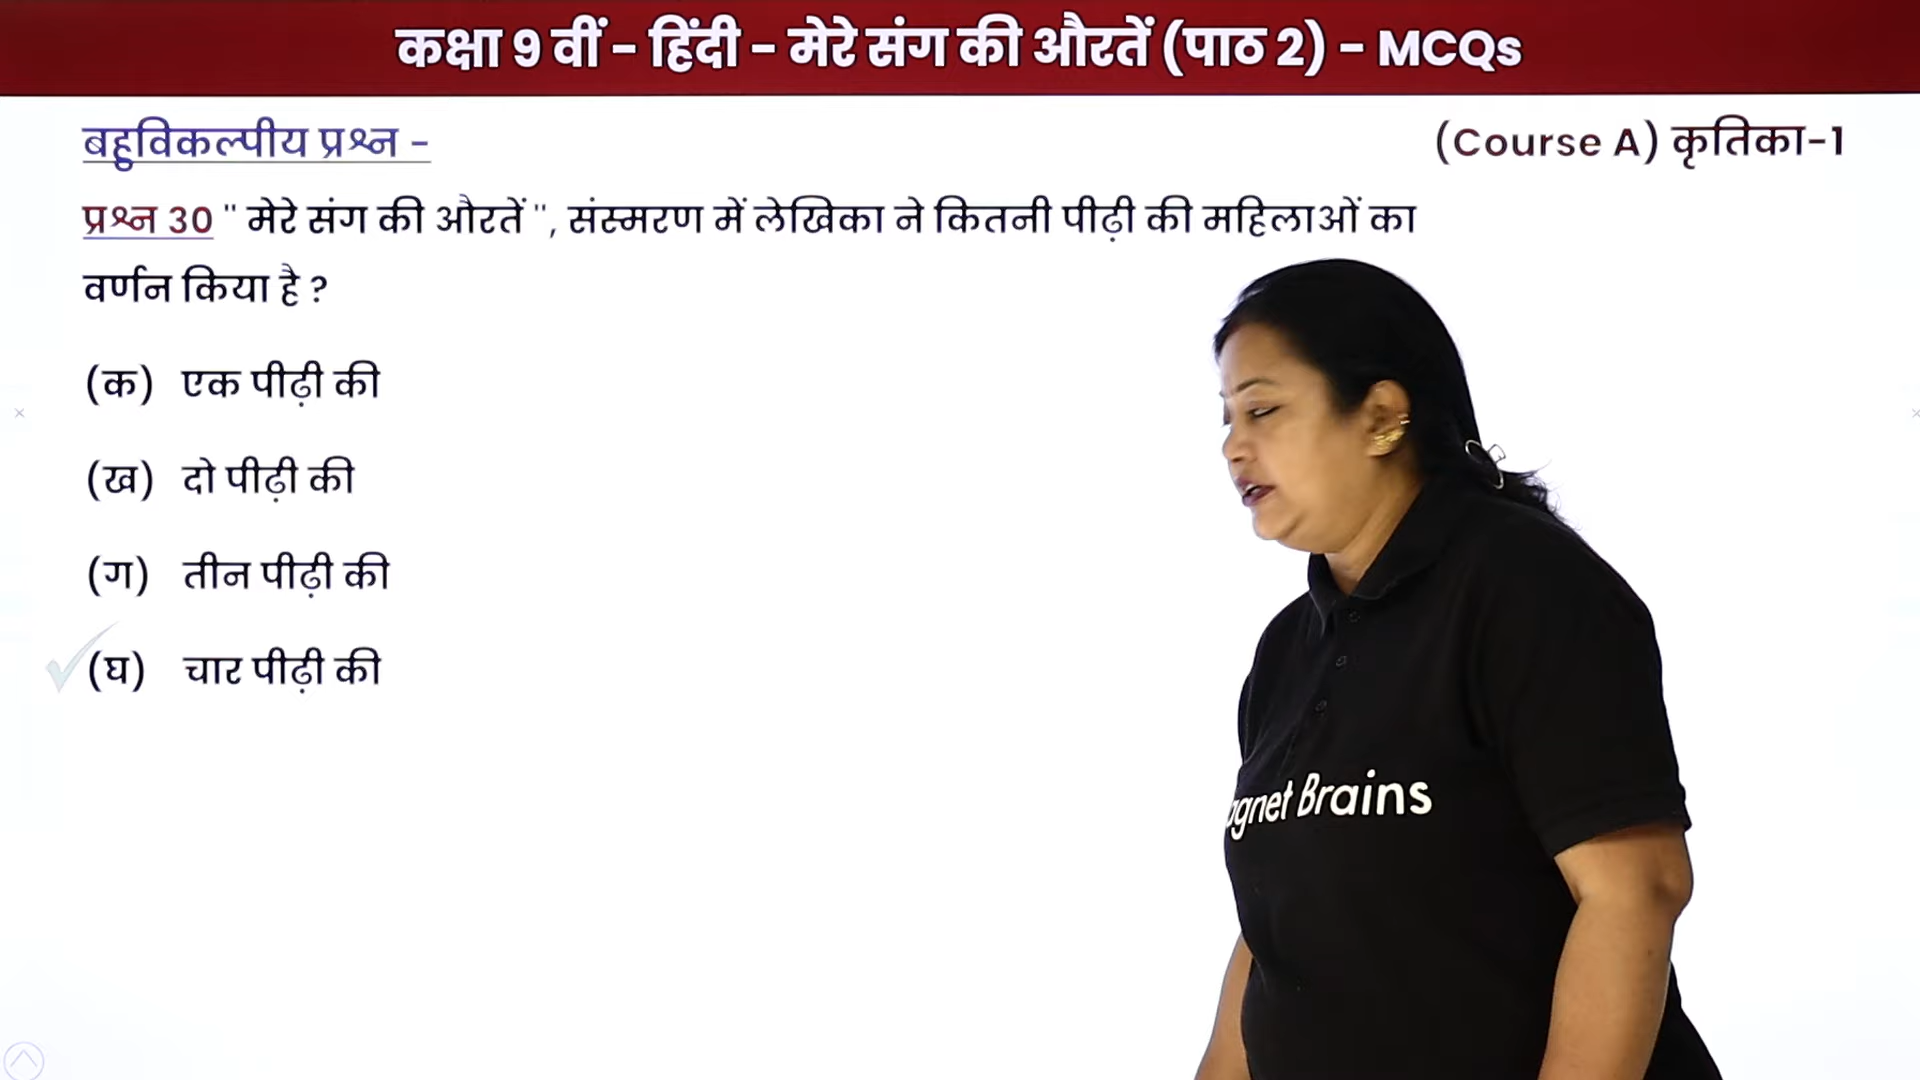 कक्षा 9 वीं - हिंदी - मेरे संग की औरतें (पाठ 2) - MCQs
बहुविकल्पीय प्रश्न -
(Course A) कृतिका-1
प्रश्न 30 " मेरे संग की औरतें ", संस्मरण में लेखिका ने कितनी पीढ़ी की महिलाओं का
वर्णन किया है ?
(क) एक पीढ़ी की
(ख) दो पीढ़ी की
(ग) तीन पीढ़ी की
(घ) चार पीढ़ी की
Brains